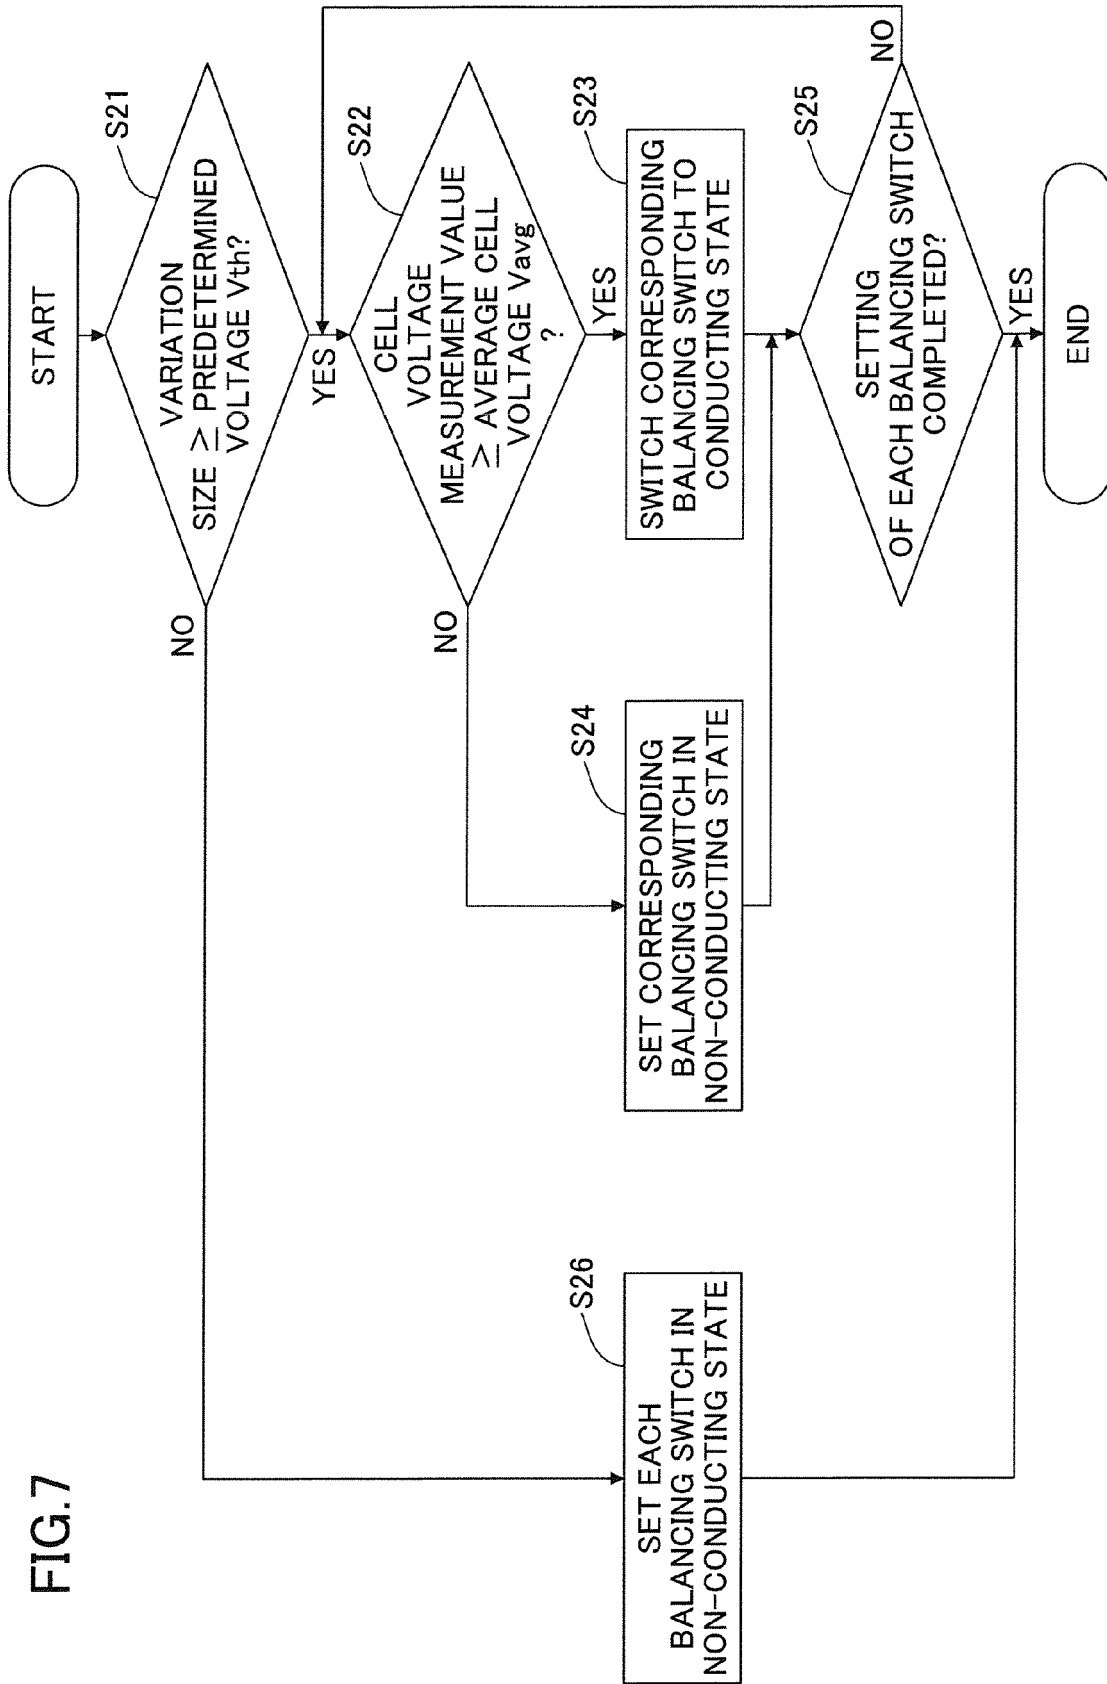 FIG.7
START
S21
VARIATION
SIZE ≥ PREDETERMINED
VOLTAGE Vth?
NO
YES
S22
CELL
VOLTAGE
MEASUREMENT VALUE
≥ AVERAGE CELL
VOLTAGE Vavg
?
NO
YES
S23
SWITCH CORRESPONDING
BALANCING SWITCH TO
CONDUCTING STATE
S24
SET CORRESPONDING
BALANCING SWITCH IN
NON-CONDUCTING STATE
S26
SET EACH
BALANCING SWITCH IN
NON-CONDUCTING STATE
S25
SETTING
OF EACH BALANCING SWITCH
COMPLETED?
NO
YES
END